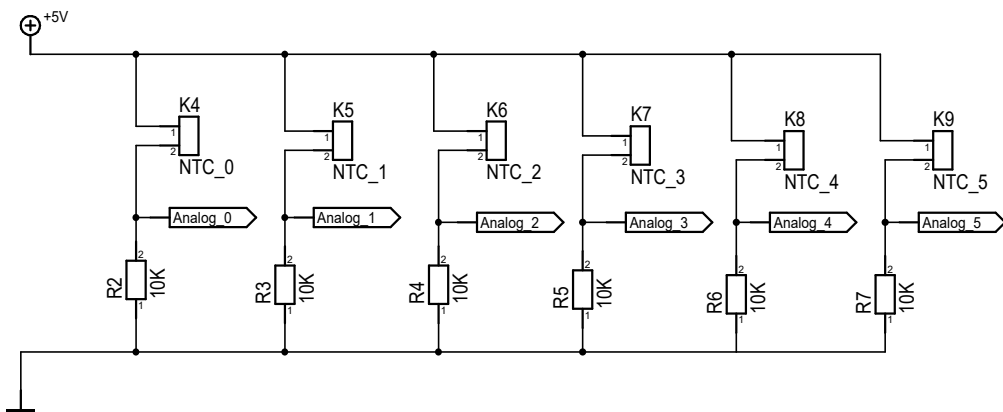 +5V
K4
1
2
NTC_0
K5
1
2
NTC_1
K6
1
2
NTC_2
K7
1
2
NTC_3
K8
1
2
NTC_4
K9
1
2
NTC_5
Analog_0
Analog_1
Analog_2
Analog_3
Analog_4
Analog_5
R2
2
1
10K
R3
2
1
10K
R4
2
1
10K
R5
2
1
10K
R6
2
1
10K
R7
2
1
10K